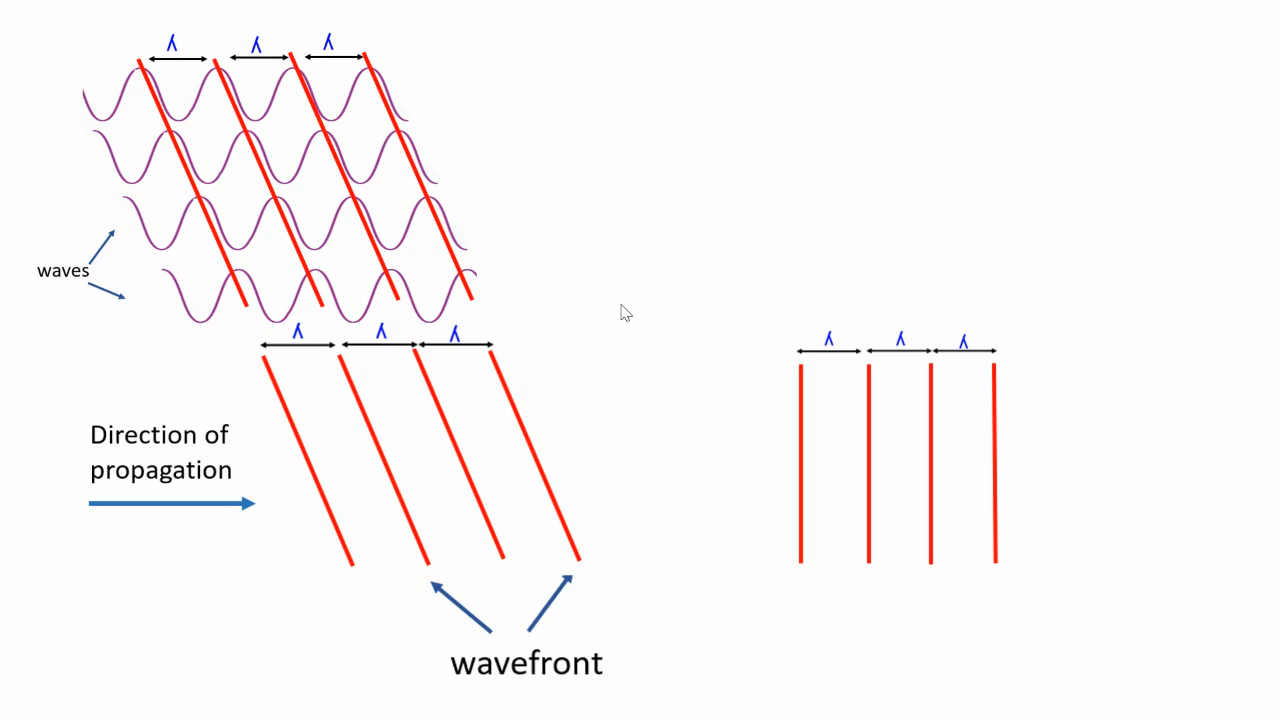 λ λ λ
waves
λ λ λ
λ λ λ
Direction of
propagation
wavefront